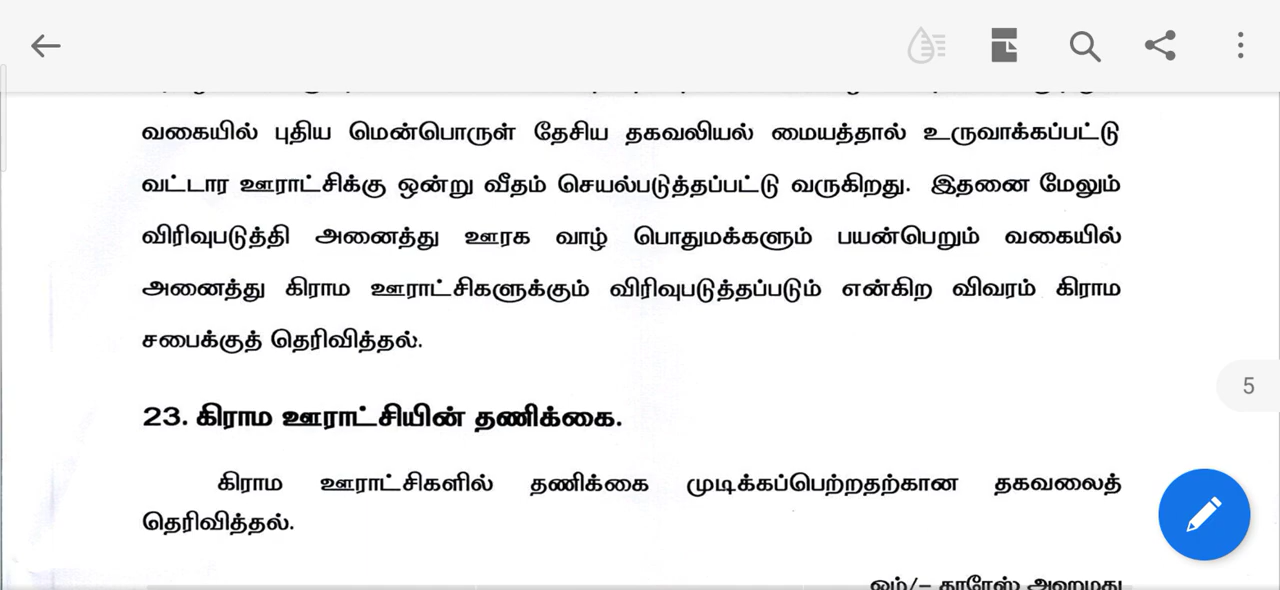 வகையில் புதிய மென்பொருள் தேசிய தகவலியல் மையத்தால் உருவாக்கப்பட்டு
வட்டார ஊராட்சிக்கு ஒன்று வீதம் செயல்படுத்தப்பட்டு வருகிறது. இதனை மேலும்
விரிவுபடுத்தி அனைத்து ஊரக வாழ் பொதுமக்களும் பயன்பெறும் வகையில்
5
அனைத்து கிராம ஊராட்சிகளுக்கும் விரிவுபடுத்தப்படும் என்கிற விவரம் கிராம
சபைக்குத் தெரிவித்தல்.
23. கிராம ஊராட்சியின் தணிக்கை.
கிராம ஊராட்சிகளில் தணிக்கை முடிக்கப்பெற்றதற்கான தகவலைத்
தெரிவித்தல்.